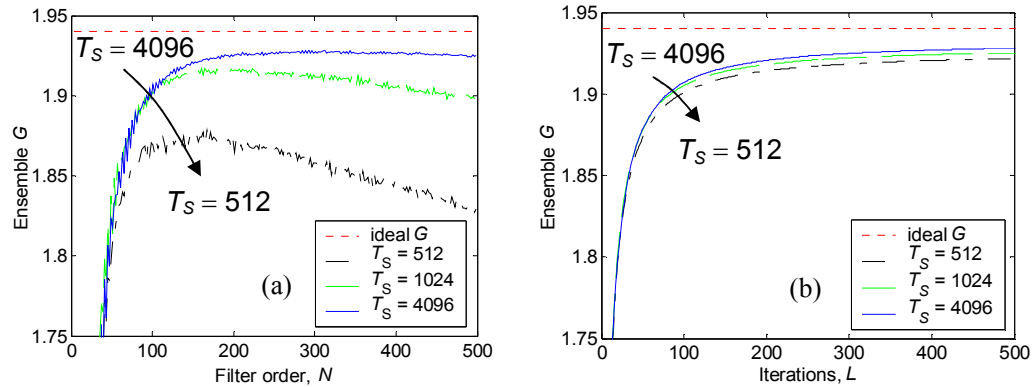 1.95
1.9
1.85
1.8
1.75
Ensemble G
T_S = 4096
T_S = 512
ideal G
T_S = 512
T_S = 1024
T_S = 4096
(a)
0 100 200 300 400 500
Filter order, N
1.95
1.9
1.85
1.8
1.75
Ensemble G
T_S = 4096
T_S = 512
ideal G
T_S = 512
T_S = 1024
T_S = 4096
(b)
0 100 200 300 400 500
Iterations, L